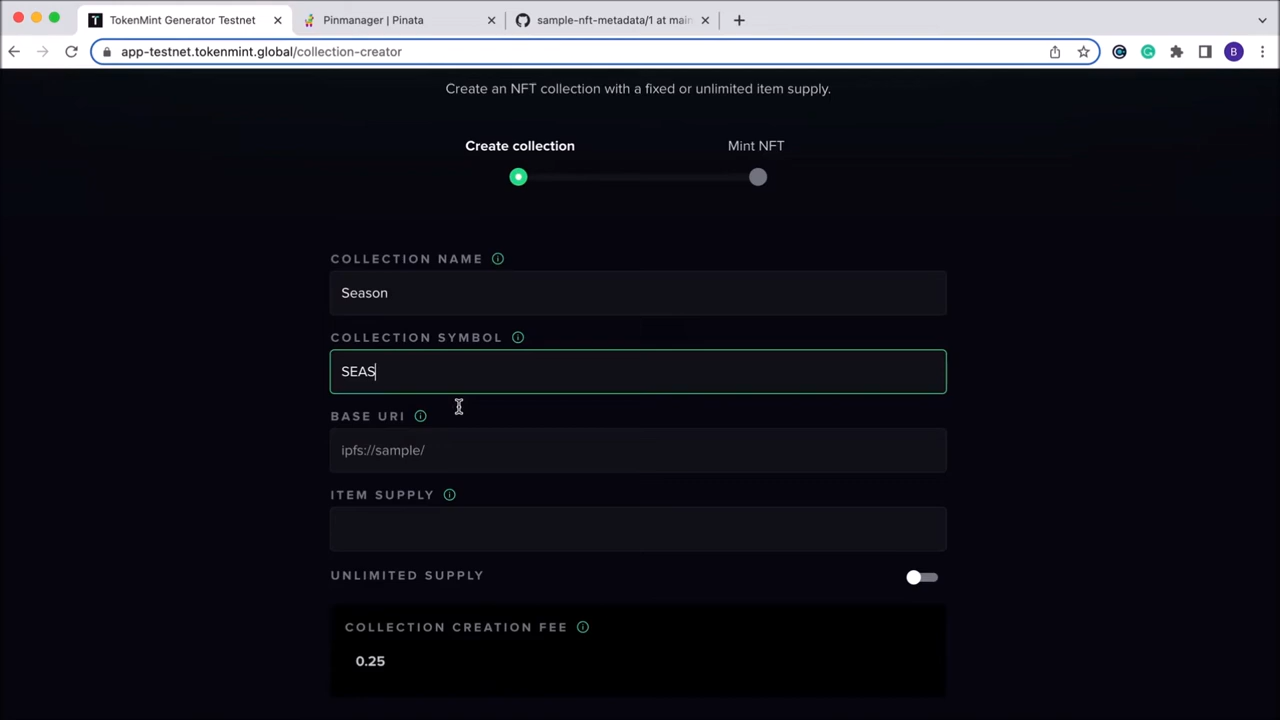 TokenMint Generator Testnet
Pinmanager | Pinata
sample-nft-metadata/1 at main
app-testnet.tokenmint.global/collection-creator
B
Create an NFT collection with a fixed or unlimited item supply.
Create collection
Mint NFT
COLLECTION NAME
Season
COLLECTION SYMBOL
SEAS
BASE URI
ipfs://sample/
ITEM SUPPLY
UNLIMITED SUPPLY
COLLECTION CREATION FEE
0.25